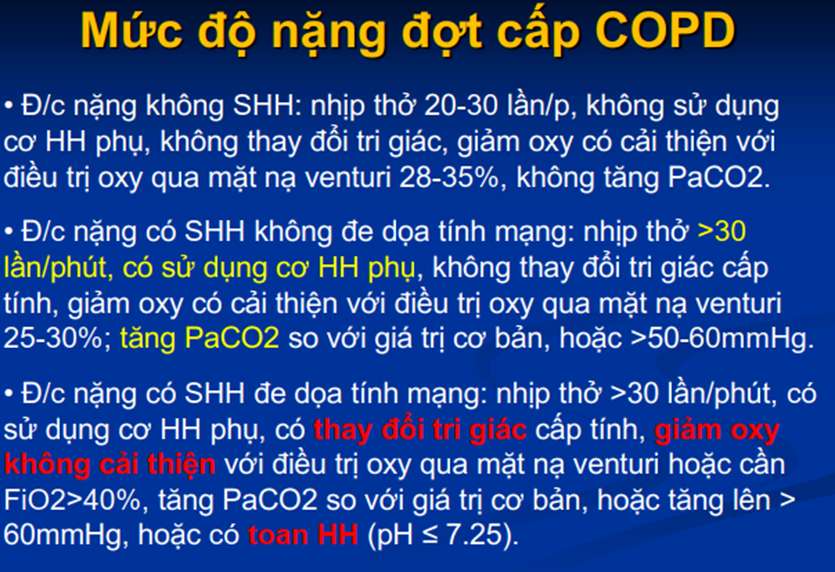 Mức độ nặng đợt cấp COPD
• Đ/c nặng không SHH: nhịp thở 20-30 lần/p, không sử dụng
cơ HH phụ, không thay đổi tri giác, giảm oxy có cải thiện với
điều trị oxy qua mặt nạ venturi 28-35%, không tăng PaCO2.
• Đ/c nặng có SHH không đe dọa tính mạng: nhịp thở >30
lần/phút, có sử dụng cơ HH phụ, không thay đổi tri giác cấp
tính, giảm oxy có cải thiện với điều trị oxy qua mặt nạ venturi
25-30%; tăng PaCO2 so với giá trị cơ bản, hoặc >50-60mmHg.
• Đ/c nặng có SHH đe dọa tính mạng: nhịp thở >30 lần/phút, có
sử dụng cơ HH phụ, có thay đổi tri giác cấp tính, giảm oxy
không cải thiện với điều trị oxy qua mặt nạ venturi hoặc cần
FiO2>40%, tăng PaCO2 so với giá trị cơ bản, hoặc tăng lên >
60mmHg, hoặc có toan HH (pH ≤ 7.25).